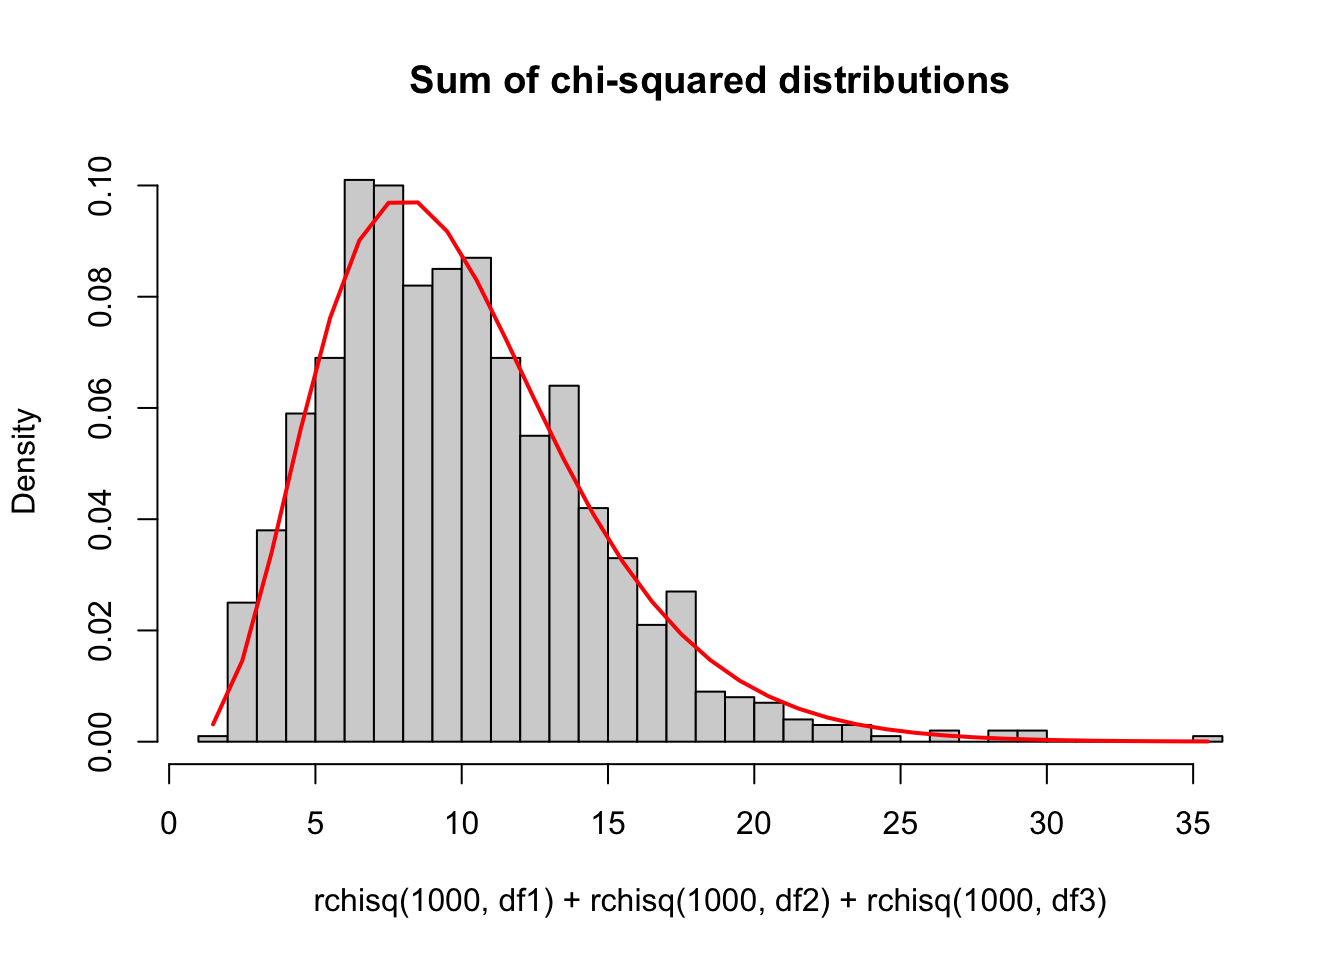 Sum of chi-squared distributions
0.10
0.08
0.06
0.04
0.02
0.00
Density
0 5 10 15 20 25 30 35
rchisq(1000, df1) + rchisq(1000, df2) + rchisq(1000, df3)